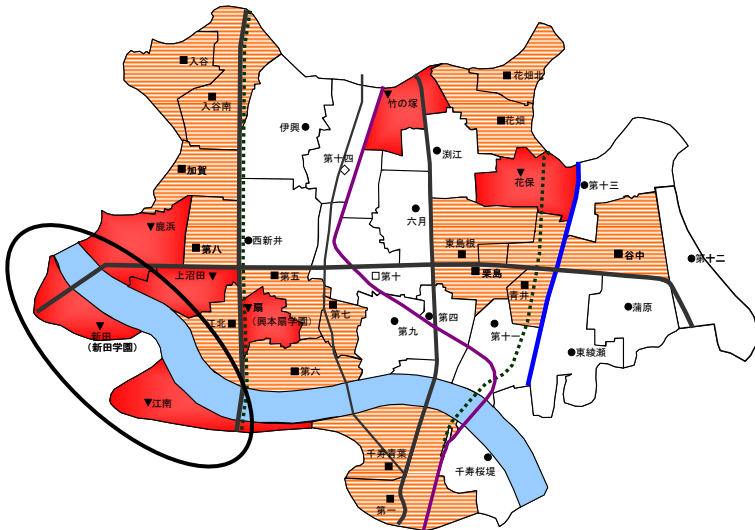 入谷
花畑北
入谷南
竹の塚
花畑
伊興
渕江
第十四
加賀
花保
第十三
六月
鹿浜
第八
西新井
東島根
谷中
第十二
上沼田
第五
第十
栗島
青井
扇
(興本扇学園)
第七
第四
蒲原
江北
第九
第十一
新田
(新田学園)
東綾瀬
第六
江南
千寿青葉
千寿桜堤
第一